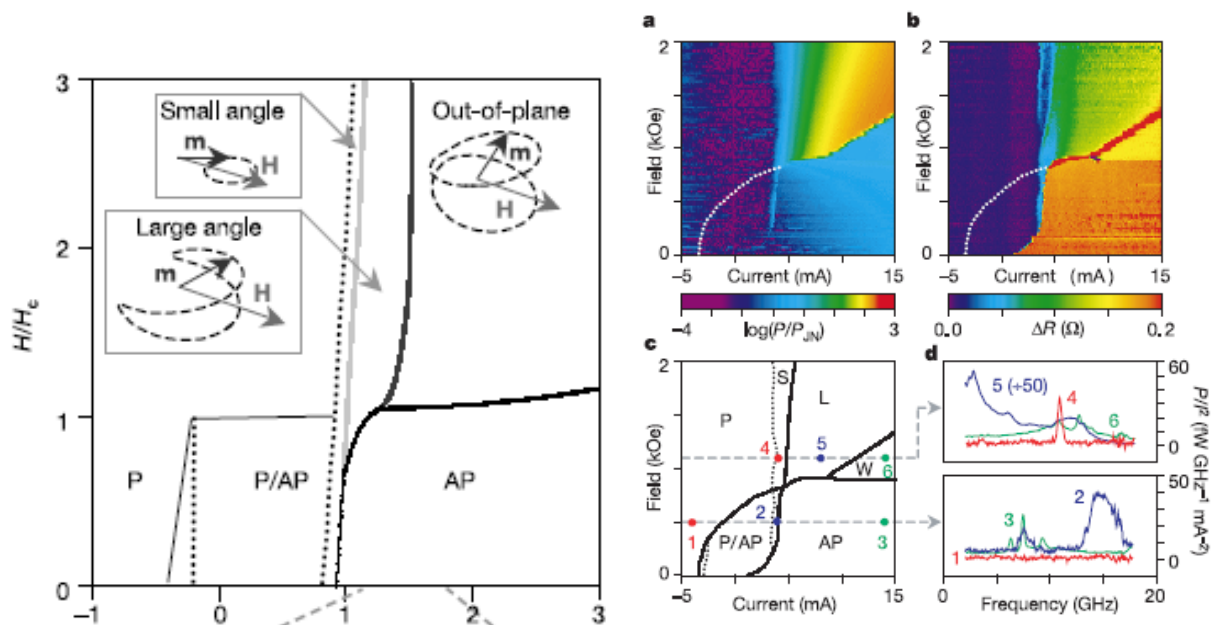 3
2
1
0
H/Hc
−1
0
1
2
3
Small angle
m
H
Large angle
m
H
Out-of-plane
m
H
P
P/AP
AP
a
2
Field (kOe)
0
−5
Current (mA)
15
−4
log(P/PJN)
3
b
2
Field (kOe)
0
−5
Current (mA)
15
0.0
ΔR (Ω)
0.2
c
2
Field (kOe)
0
−5
Current (mA)
15
P
S
L
4
5
W
6
2
1
P/AP
AP
3
d
5 (+50)
4
6
60
0
3
2
1
50
0
P/I² (fW GHz⁻¹ mA⁻²)
0
Frequency (GHz)
20